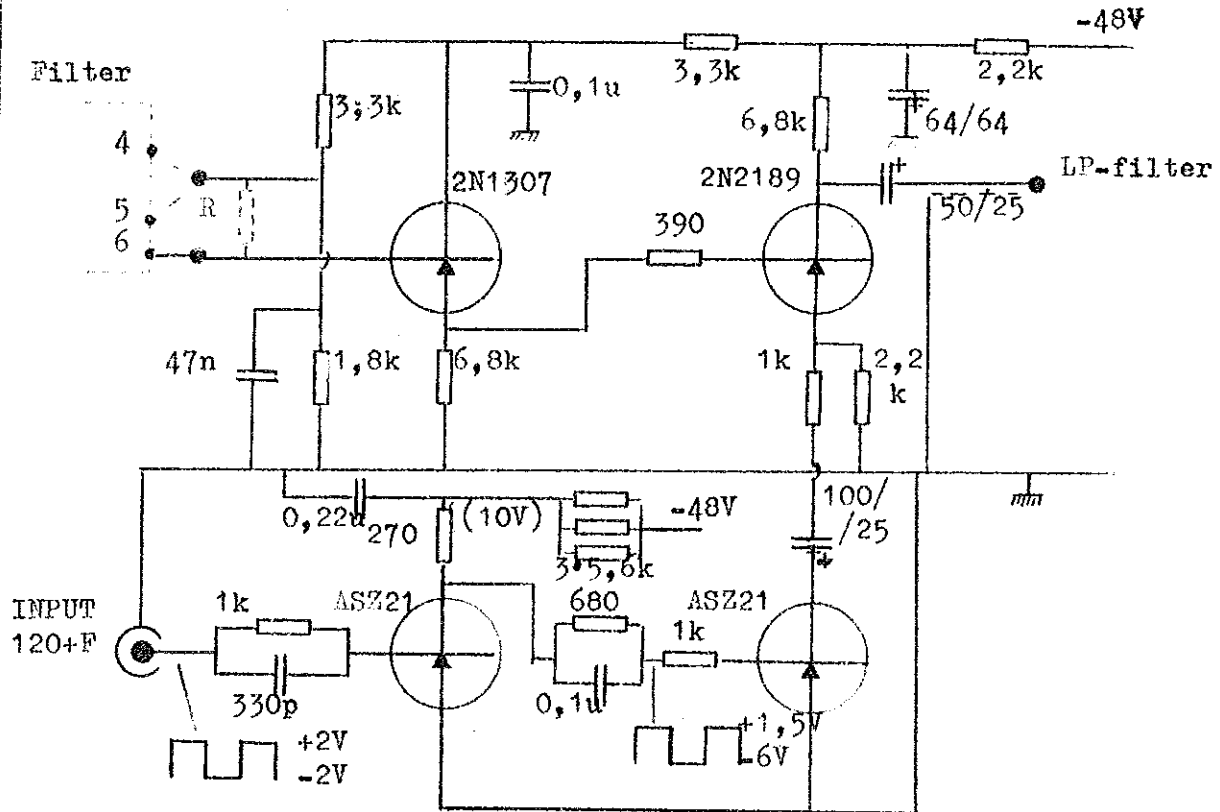 -48V
Filter
3,3k
2,2k
0,1u
3,3k
6,8k
64/64
4
2N1307
2N2189
LP-filter
5
R
50/25
6
390
47n
1,8k
6,8k
1k
2,2
k
100/
/25
0,22u
270
(10V)
-48V
3·5,6k
INPUT
120+F
1k
ASZ21
680
ASZ21
1k
330p
0,1u
+1,5V
-6V
+2V
-2V